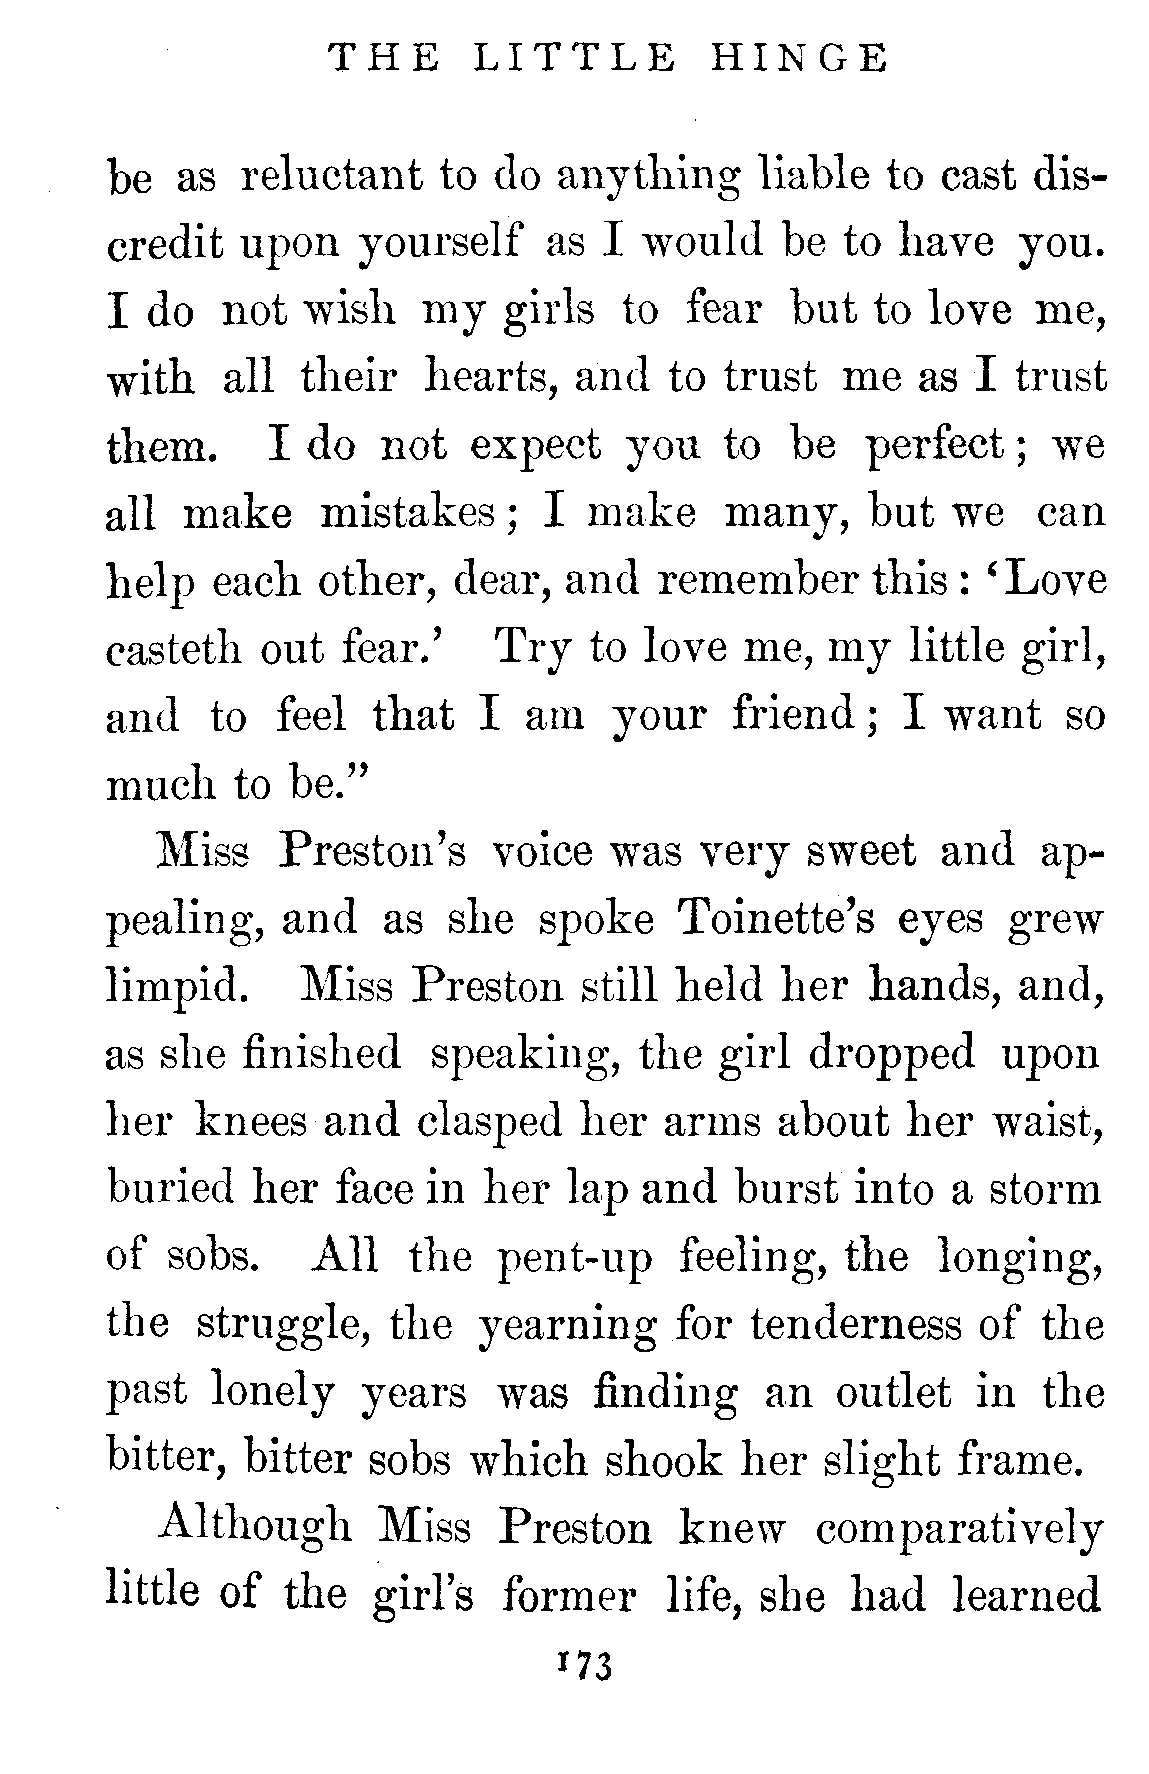 THE LITTLE HINGE
be as reluctant to do anything liable to cast dis-
credit upon yourself as I would be to have you.
I do not wish my girls to fear but to love me,
with all their hearts, and to trust me as I trust
them. I do not expect you to be perfect; we
all make mistakes; I make many, but we can
help each other, dear, and remember this: ‘Love
casteth out fear.’ Try to love me, my little girl,
and to feel that I am your friend; I want so
much to be.”
Miss Preston’s voice was very sweet and ap-
pealing, and as she spoke Toinette’s eyes grew
limpid. Miss Preston still held her hands, and,
as she finished speaking, the girl dropped upon
her knees and clasped her arms about her waist,
buried her face in her lap and burst into a storm
of sobs. All the pent-up feeling, the longing,
the struggle, the yearning for tenderness of the
past lonely years was finding an outlet in the
bitter, bitter sobs which shook her slight frame.
Although Miss Preston knew comparatively
little of the girl’s former life, she had learned
173